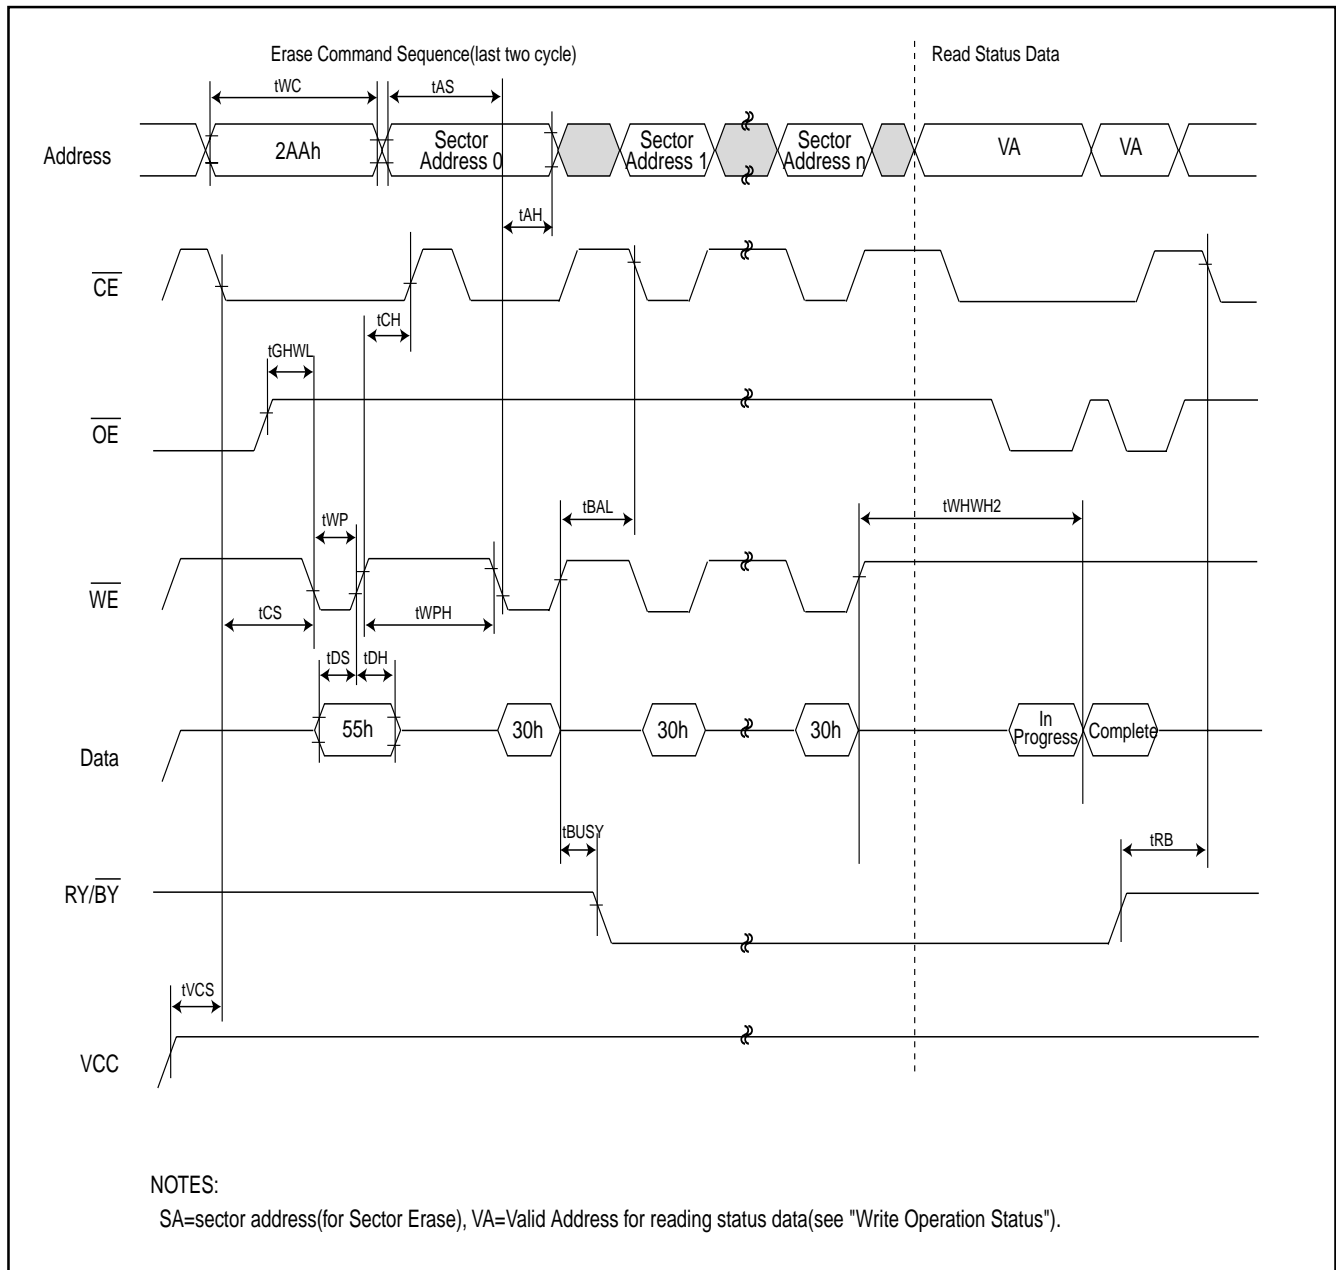 Erase Command Sequence(last two cycle)
Read Status Data
tWC
tAS
Address
2AAh
Sector
Address 0
Sector
Address 1
Sector
Address n
VA
VA
tAH
CE
tCH
tGHWL
OE
tWP
tBAL
tWHWH2
WE
tCS
tWPH
tDS
tDH
Data
55h
30h
30h
30h
In
Progress
Complete
tBUSY
tRB
RY/BY
tVCS
VCC
NOTES:
SA=sector address(for Sector Erase), VA=Valid Address for reading status data(see "Write Operation Status").